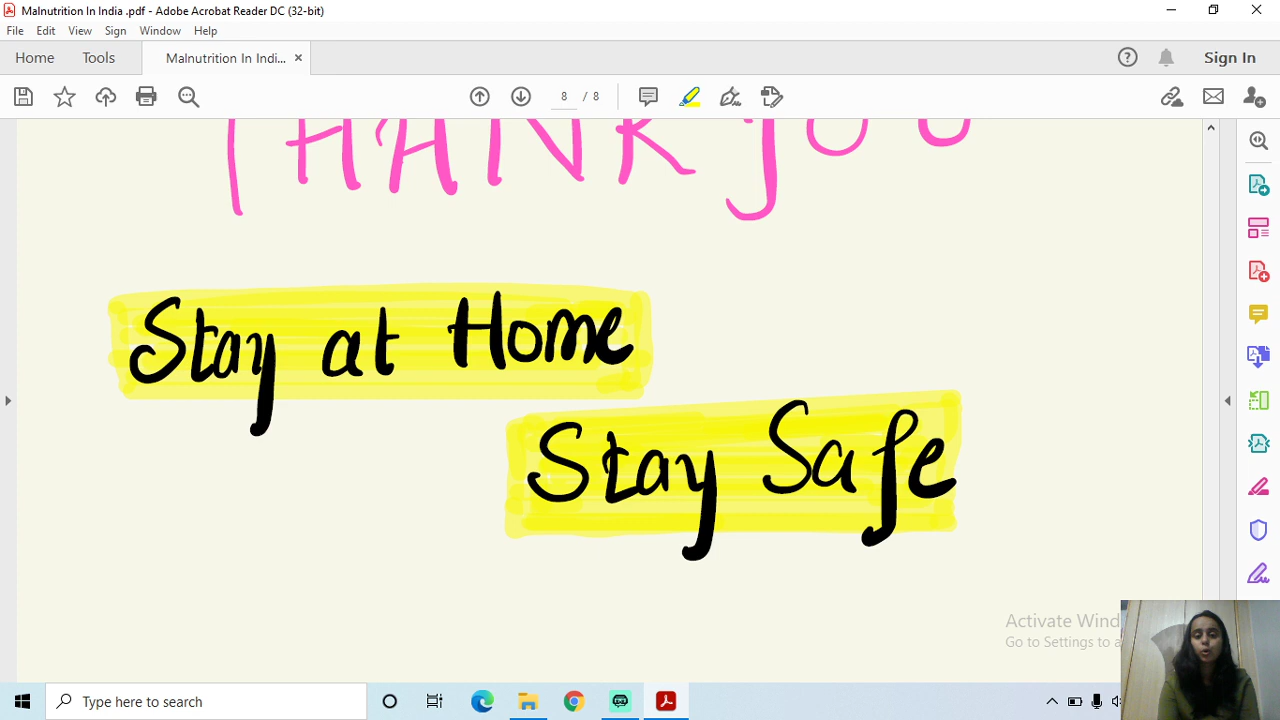 Malnutrition In India .pdf - Adobe Acrobat Reader DC (32-bit)
File Edit View Sign Window Help
Home Tools Malnutrition In Indi... × Sign In
8 / 8
THANK YOU
Stay at Home
Stay Safe
Activate Wind
Go to Settings to a
Type here to search